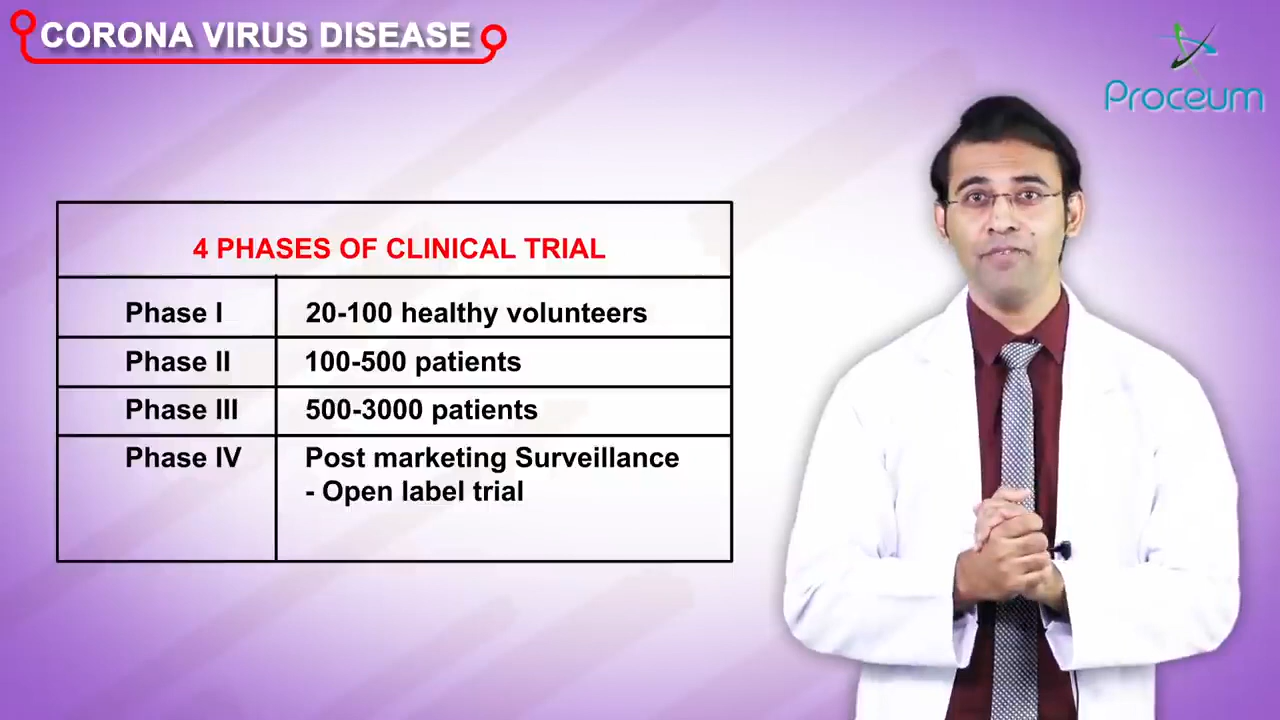 CORONA VIRUS DISEASE
Proceum
4 PHASES OF CLINICAL TRIAL
Phase I 20-100 healthy volunteers
Phase II 100-500 patients
Phase III 500-3000 patients
Phase IV Post marketing Surveillance
- Open label trial